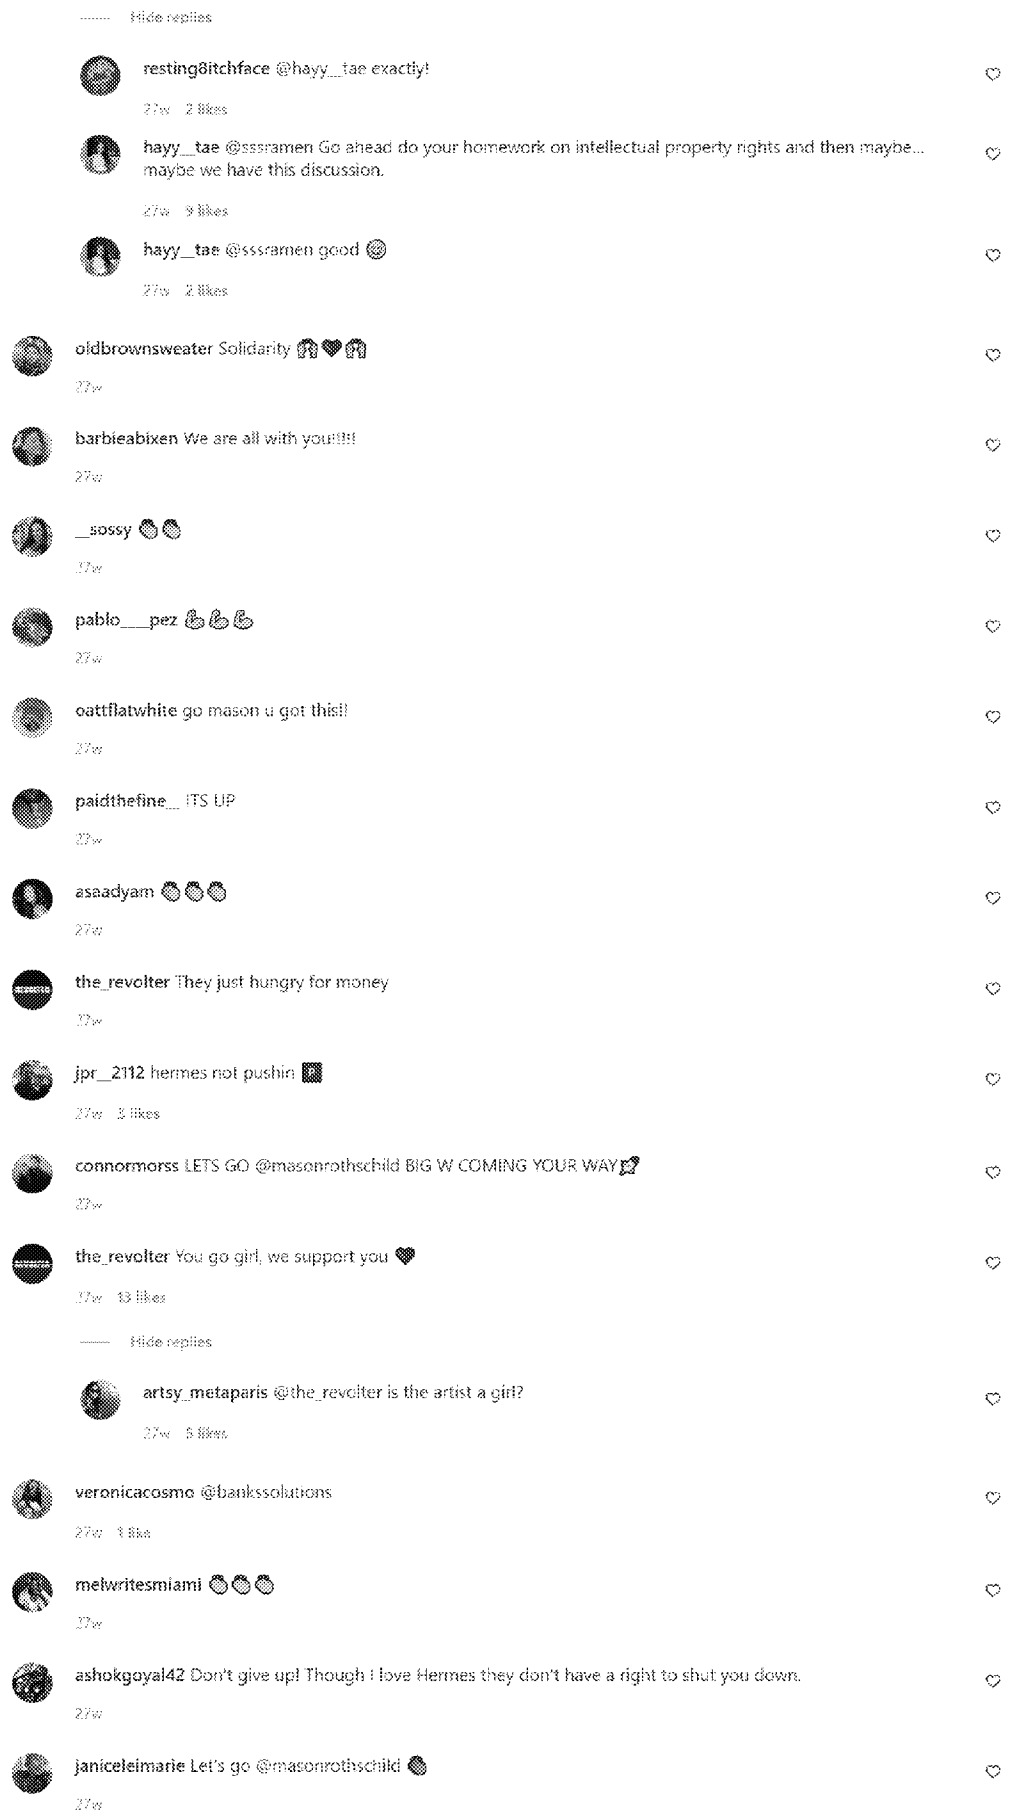 Hide replies
resting8itchface @hayy__tae exactly!
27w 2 likes
hayy__tae @sssramen Go ahead do your homework on intellectual property rights and then maybe...
maybe we have this discussion.
27w 9 likes
hayy__tae @sssramen good
27w 2 likes
oldbrownsweater Solidarity
27w
barbieabixen We are all with you!!!!!
27w
__sossy
27w
pablo___pez
27w
oattflatwhite go mason u got this!!
27w
paidthefine_ ITS UP
27w
asaadyam
27w
the_revolter They just hungry for money
27w
jpr__2112 hermes not pushin 🅿
27w 3 likes
connormorss LETS GO @masonrothschild BIG W COMING YOUR WAY
27w
the_revolter You go girl, we support you
27w 13 likes
Hide replies
artsy_metaparis @the_revolter is the artist a girl?
27w 5 likes
veronicacosmo @bankssolutions
27w 1 like
melwritesmiami
27w
ashokgoyal42 Don't give up! Though I love Hermes they don't have a right to shut you down.
27w
janiceleimarie Let's go @masonrothschild
27w